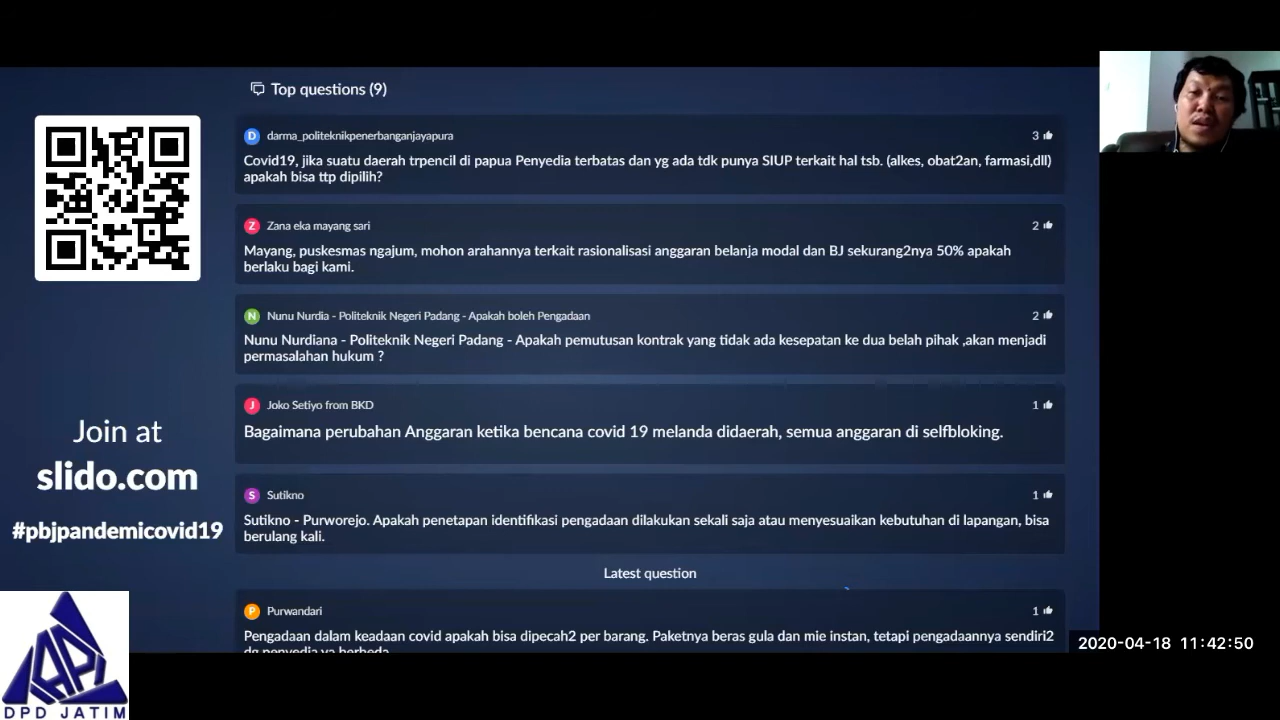 Top questions (9)
D darma_politeknikpenerbanganjayapura 3
Covid19, jika suatu daerah trpencil di papua Penyedia terbatas dan yg ada tdk punya SIUP terkait hal tsb. (alkes, obat2an, farmasi,dll)
apakah bisa ttp dipilih?
Z Zana eka mayang sari 2
Mayang, puskesmas ngajum, mohon arahannya terkait rasionalisasi anggaran belanja modal dan BJ sekurang2nya 50% apakah
berlaku bagi kami.
N Nunu Nurdia - Politeknik Negeri Padang - Apakah boleh Pengadaan 2
Nunu Nurdiana - Politeknik Negeri Padang - Apakah pemutusan kontrak yang tidak ada kesepatan ke dua belah pihak ,akan menjadi
permasalahan hukum ?
J Joko Setiyo from BKD 1
Bagaimana perubahan Anggaran ketika bencana covid 19 melanda didaerah, semua anggaran di selfbloking.
S Sutikno 1
Sutikno - Purworejo. Apakah penetapan identifikasi pengadaan dilakukan sekali saja atau menyesuaikan kebutuhan di lapangan, bisa
berulang kali.
Latest question
P Purwandari 1
Pengadaan dalam keadaan covid apakah bisa dipecah2 per barang. Paketnya beras gula dan mie instan, tetapi pengadaannya sendiri2
dg penyedia yg berbeda
Join at
slido.com
#pbjpandemicovid19
IAPI
DPD JATIM
2020-04-18 11:42:50